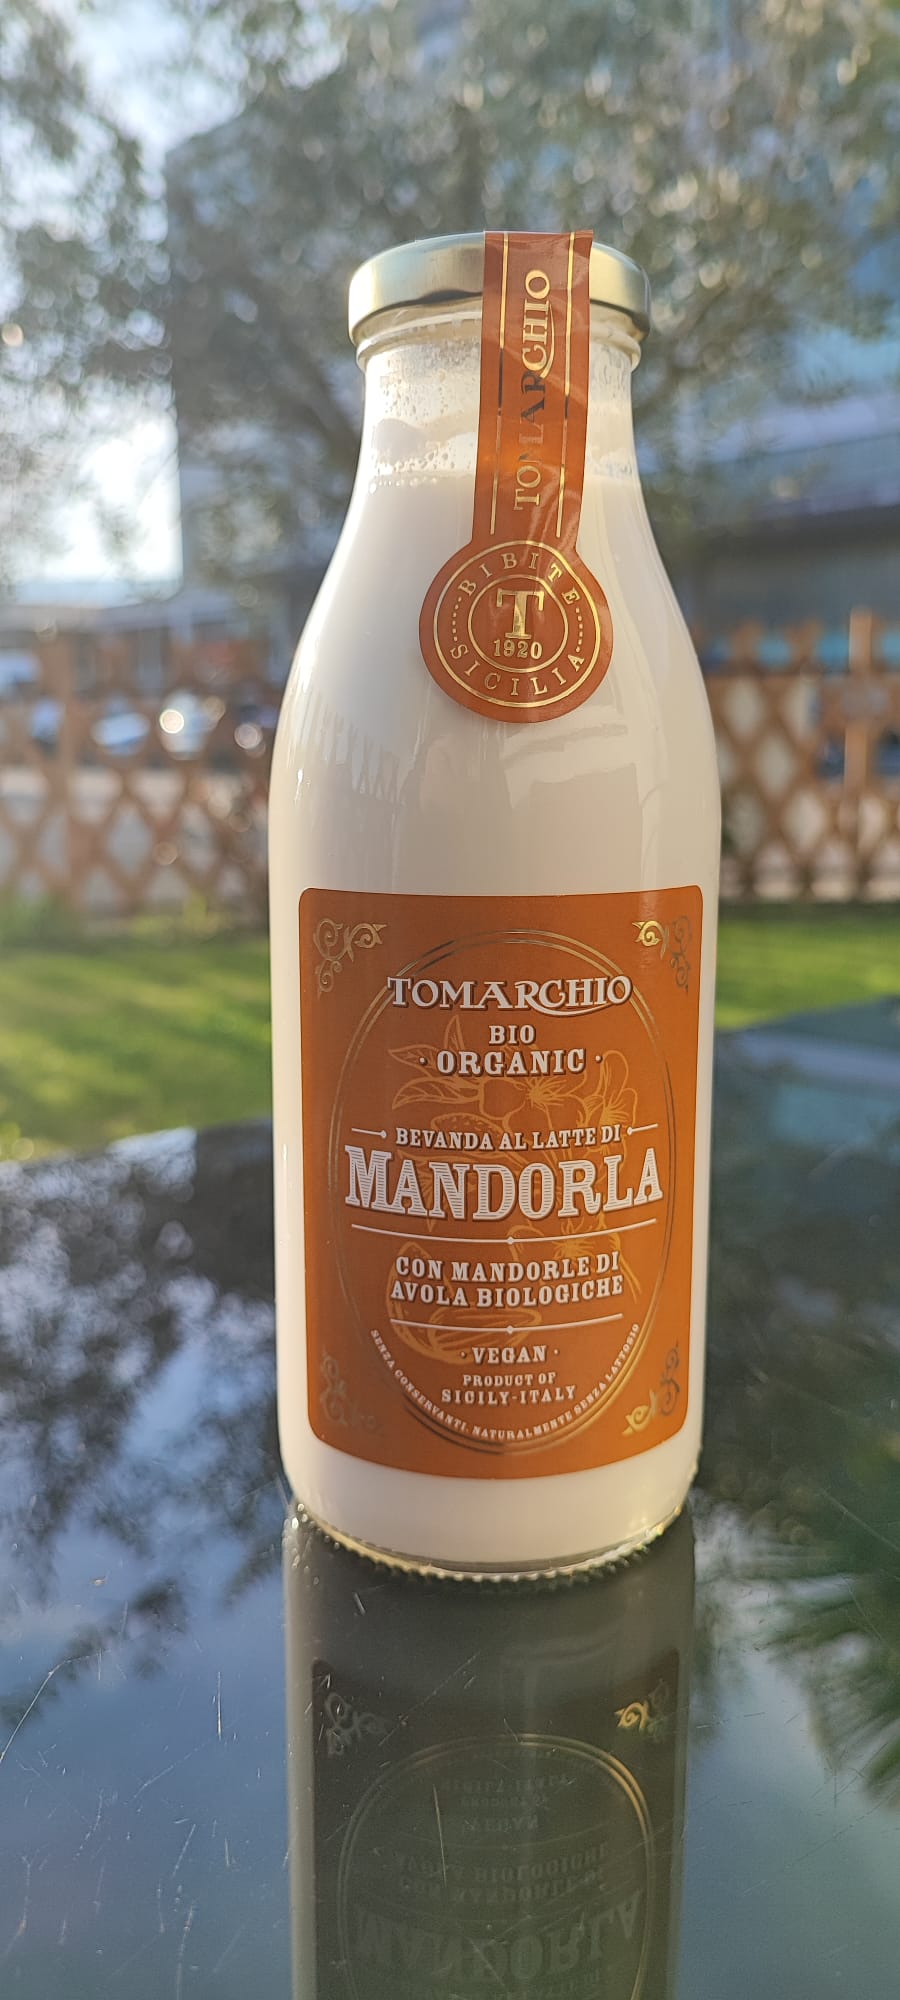 TOMARCHIO
BIBITE
T
1920
SICILIA
TOMARCHIO
BIO
· ORGANIC ·
BEVANDA AL LATTE DI
MANDORLA
CON MANDORLE DI
AVOLA BIOLOGICHE
· VEGAN ·
PRODUCT OF
SICILY-ITALY
SENZA CONSERVANTI. NATURALMENTE SENZA LATTOSIO